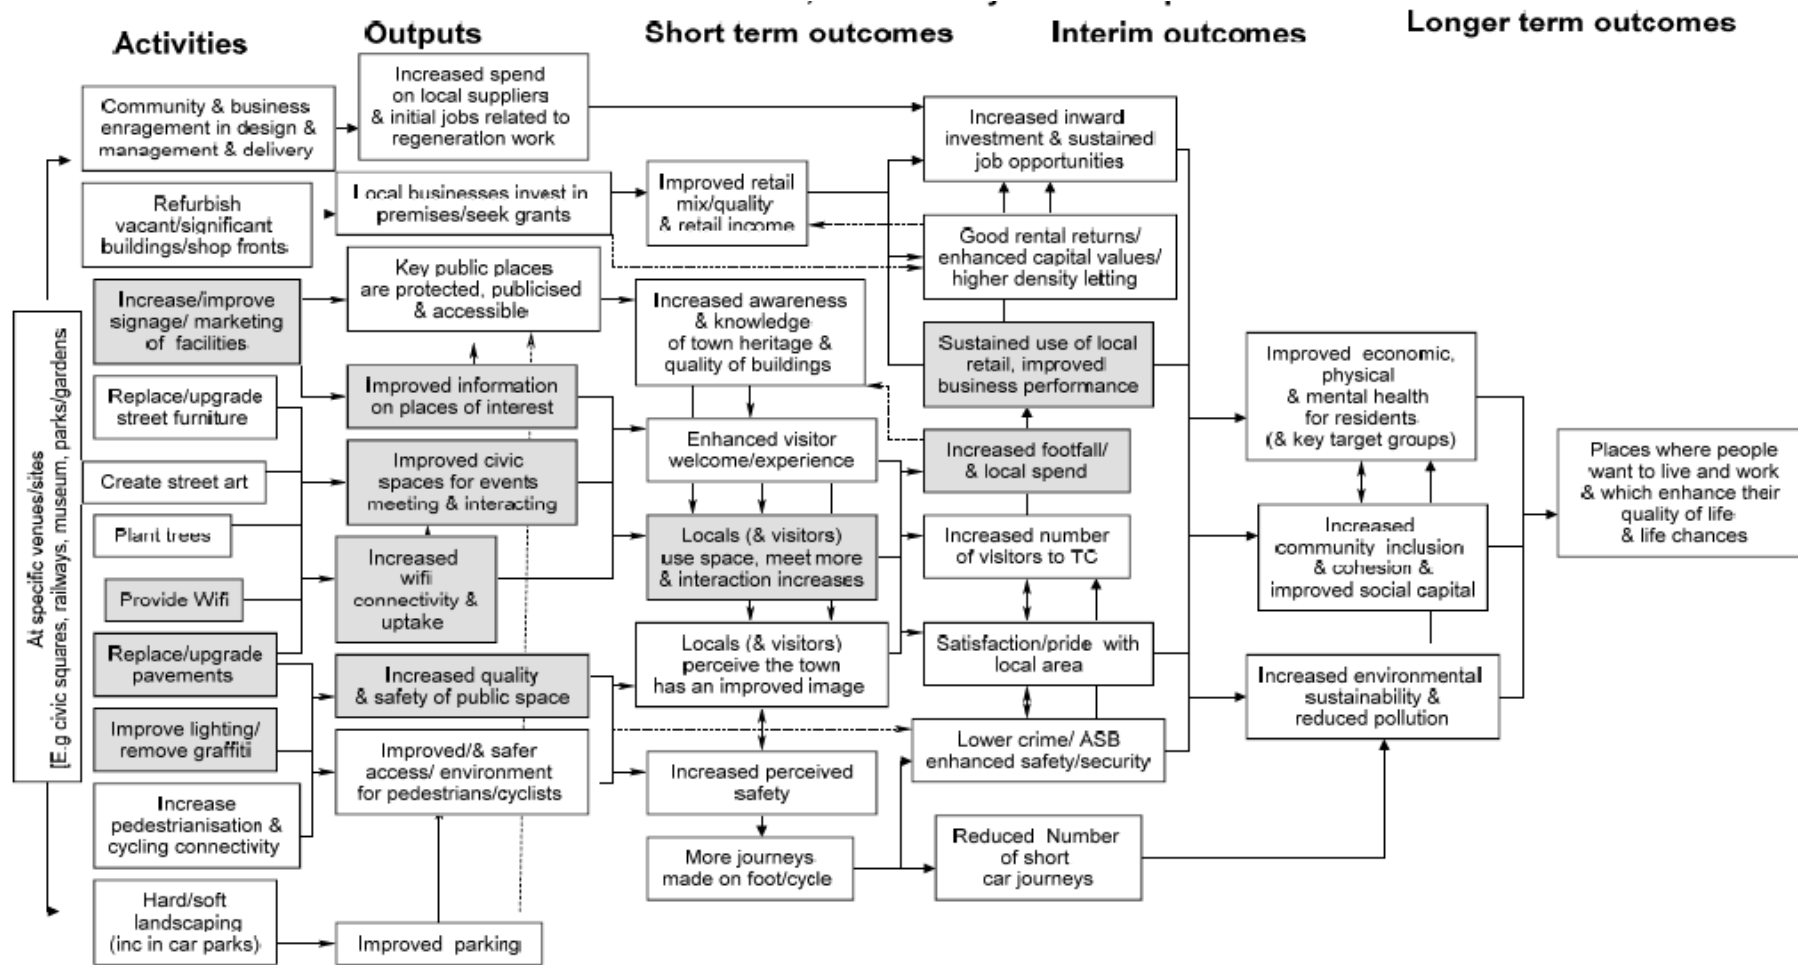 Activities
Outputs
Short term outcomes
Interim outcomes
Longer term outcomes
At specific venues/sites
[E.g civic squares, railways, museum, parks/gardens
Community & business
enragement in design &
management & delivery
Refurbish
vacant/significant
buildings/shop fronts
Increase/improve
signage/ marketing
of facilities
Replace/upgrade
street furniture
Create street art
Plant trees
Provide Wifi
Replace/upgrade
pavements
Improve lighting/
remove graffitii
Increase
pedestrianisation &
cycling connectivity
Hard/soft
landscaping
(inc in car parks)
Increased spend
on local suppliers
& initial jobs related to
regeneration work
Local businesses invest in
premises/seek grants
Key public places
are protected, publicised
& accessible
Improved information
on places of interest
Improved civic
spaces for events
meeting & interacting
Increased
wifi
connectivity &
uptake
Increased quality
& safety of public space
Improved/& safer
access/ environment
for pedestrians/cyclists
Improved parking
Improved retail
mix/quality
& retail income
Increased awareness
& knowledge
of town heritage &
quality of buildings
Enhanced visitor
welcome/experience
Locals (& visitors)
use space, meet more
& interaction increases
Locals (& visitors)
perceive the town
has an improved image
Increased perceived
safety
More journeys
made on foot/cycle
Increased inward
investment & sustained
job opportunities
Good rental returns/
enhanced capital values/
higher density letting
Sustained use of local
retail, improved
business performance
Increased footfall/
& local spend
Increased number
of visitors to TC
Satisfaction/pride with
local area
Lower crime/ ASB
enhanced safety/security
Reduced Number
of short
car journeys
Improved economic,
physical
& mental health
for residents
(& key target groups)
Increased
community inclusion
& cohesion &
improved social capital
Increased environmental
sustainability &
reduced pollution
Places where people
want to live and work
& which enhance their
quality of life
& life chances